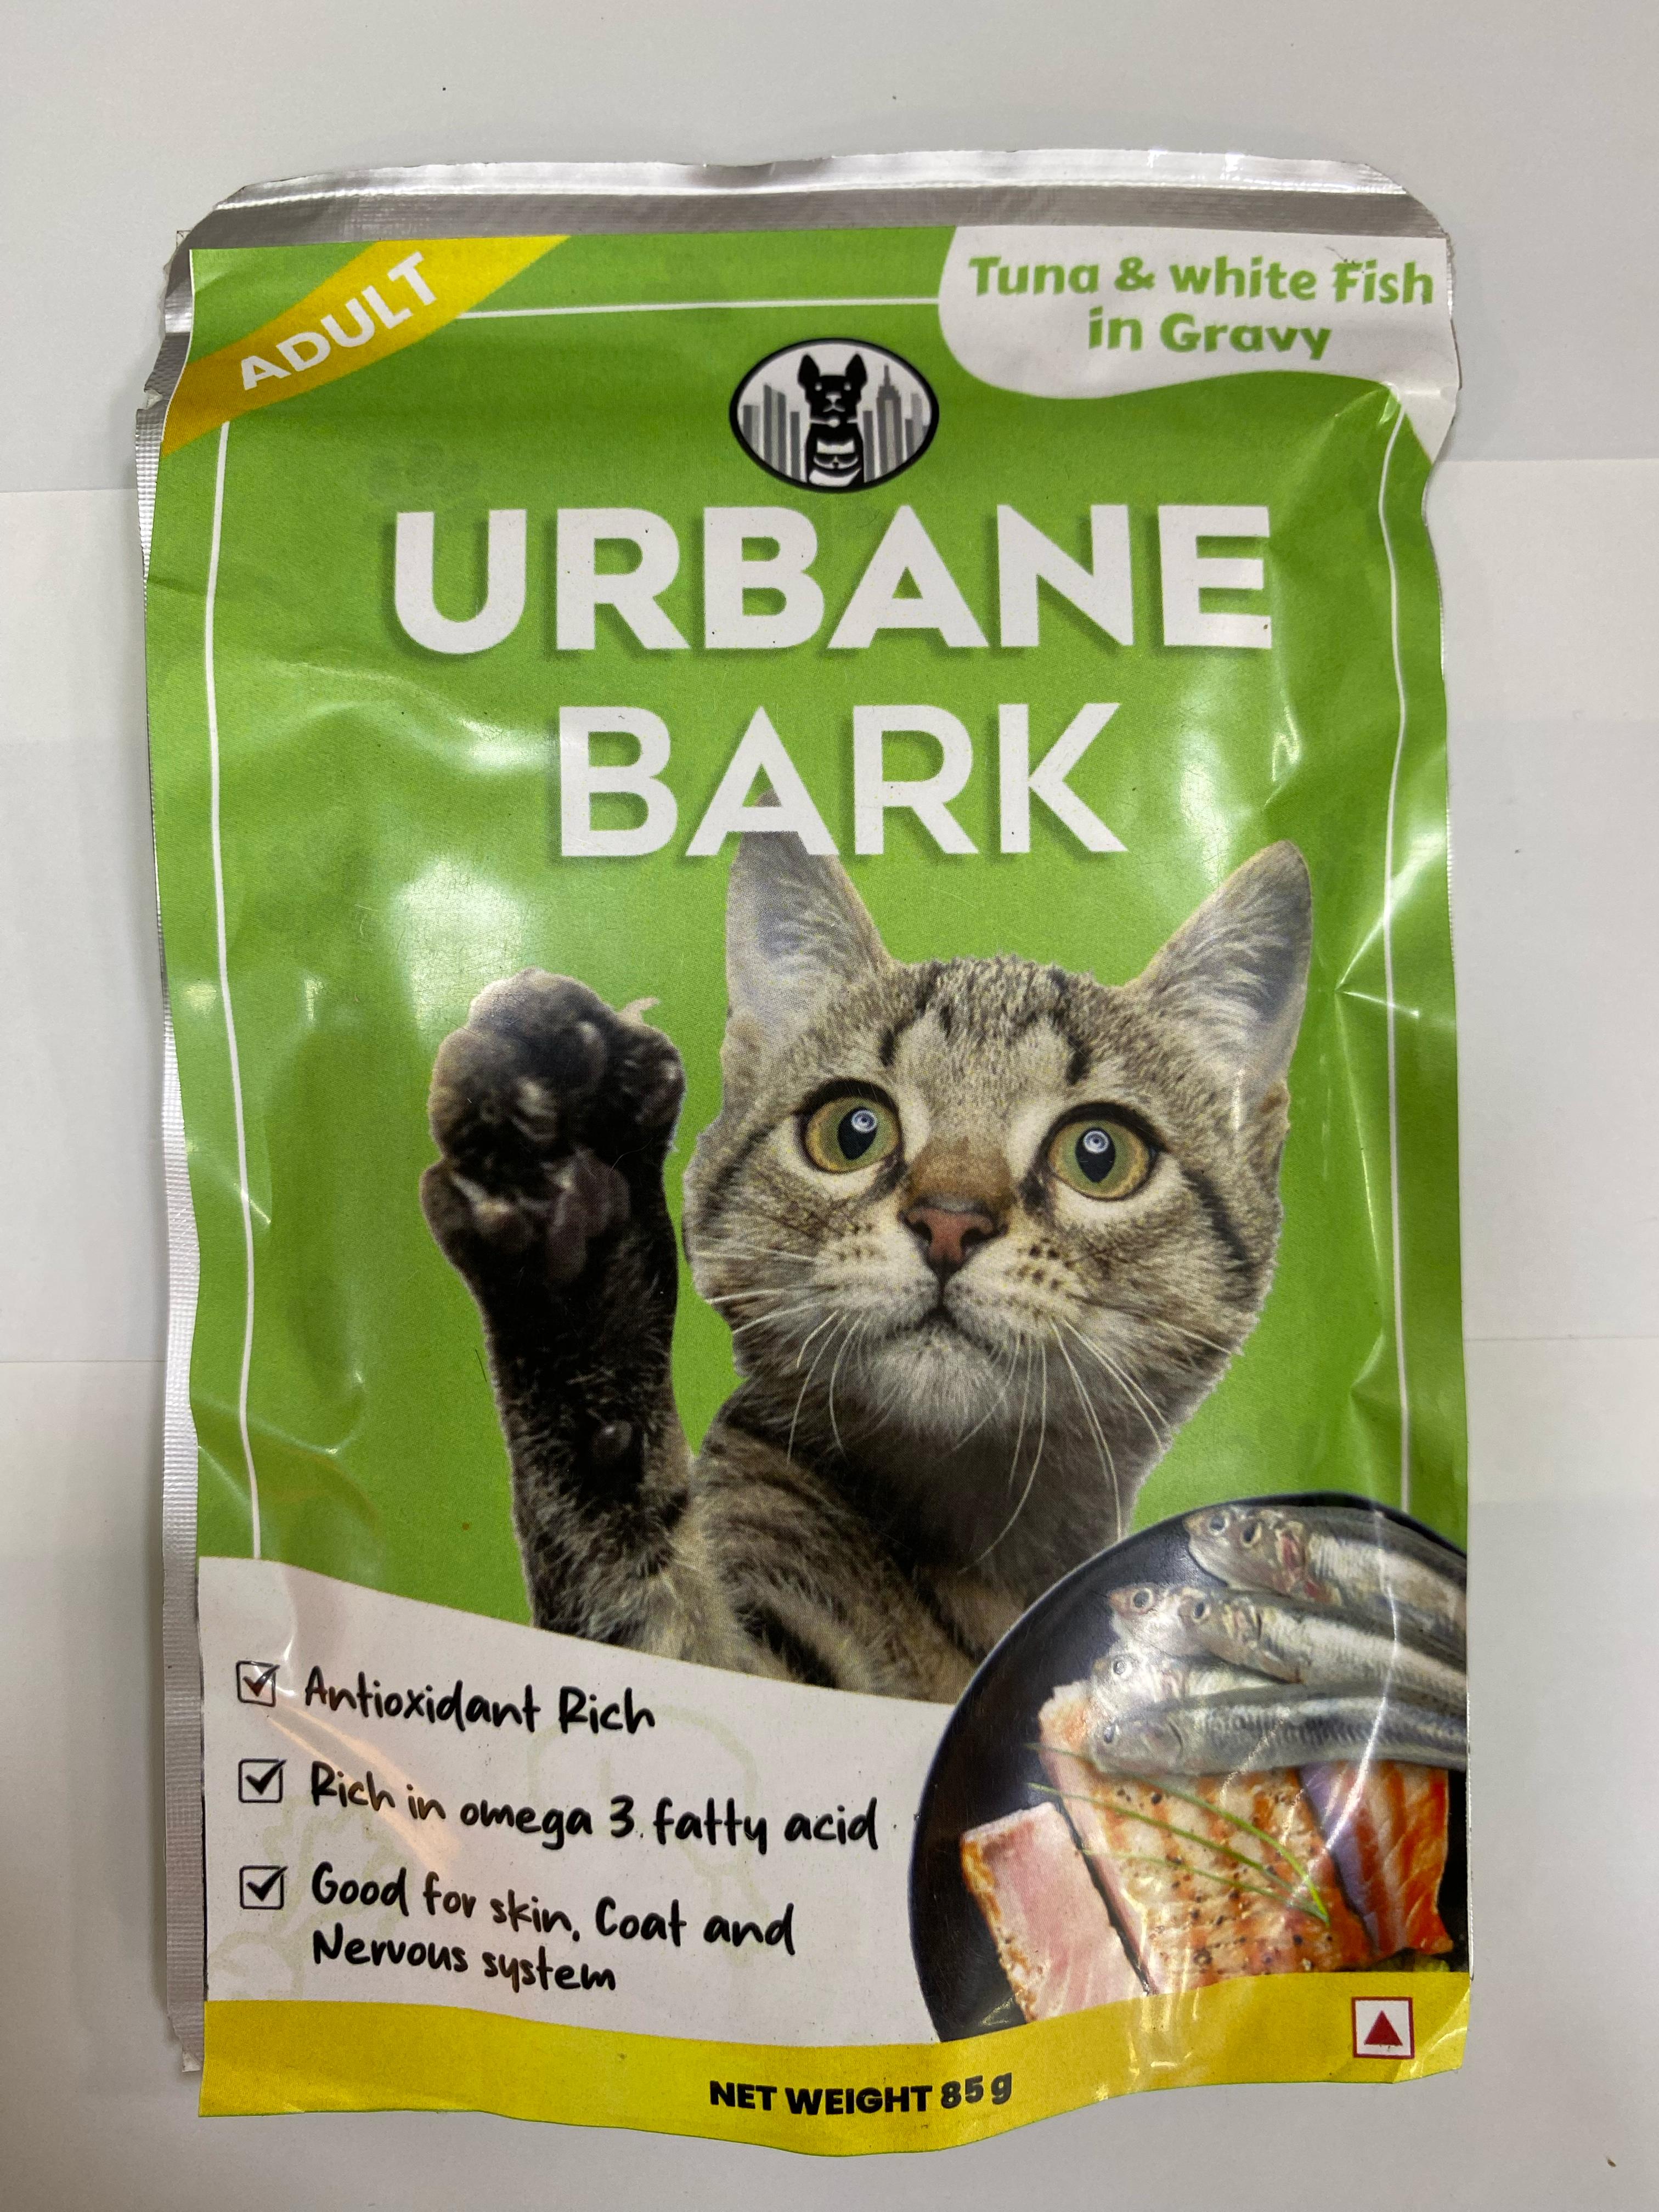 ADULT
Tuna & white Fish
in Gravy
URBANE
BARK
Antioxidant Rich
Rich in omega 3 fatty acid
Good for skin, Coat and
Nervous system
NET WEIGHT 85 g